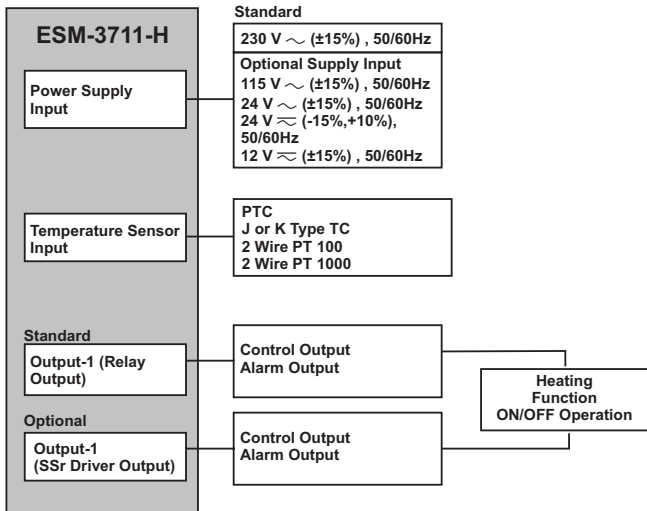 ESM-3711-H
Standard
230 V ～ (±15%) , 50/60Hz
Power Supply
Input
Optional Supply Input
115 V ～ (±15%) , 50/60Hz
24 V ～ (±15%) , 50/60Hz
24 V ⏦ (-15%,+10%),
50/60Hz
12 V ⏦ (±15%) , 50/60Hz
Temperature Sensor
Input
PTC
J or K Type TC
2 Wire PT 100
2 Wire PT 1000
Standard
Output-1 (Relay
Output)
Control Output
Alarm Output
Heating
Function
ON/OFF Operation
Optional
Output-1
(SSr Driver Output)
Control Output
Alarm Output